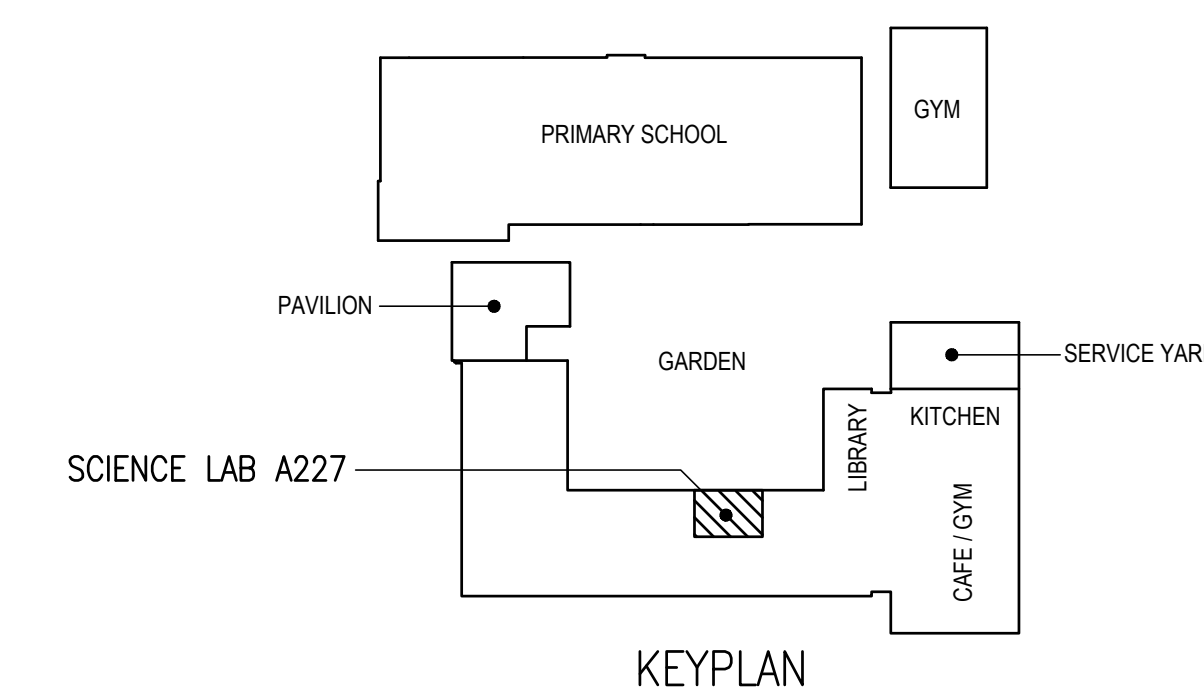 GYM
PRIMARY SCHOOL
PAVILION
GARDEN
SERVICE YAR
KITCHEN
LIBRARY
SCIENCE LAB A227
CAFE / GYM
KEYPLAN